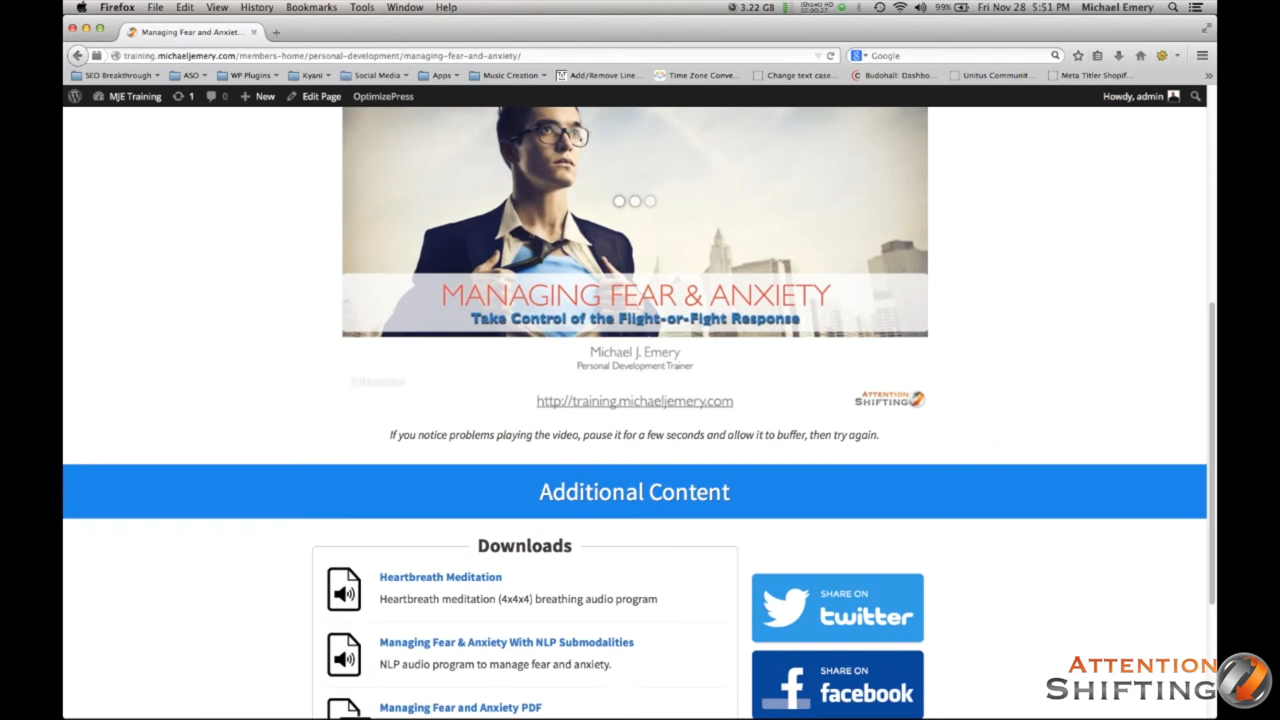 Firefox File Edit View History Bookmarks Tools Window Help 3.22 GB iShowU HD 00:00:27 99% Fri Nov 28 5:51 PM Michael Emery
Managing Fear and Anxiet...
training.michaeljemery.com/members-home/personal-development/managing-fear-and-anxiety/ Google
SEO Breakthrough ASO WP Plugins Kyani Social Media Apps Music Creation Add/Remove Line... Time Zone Conve... Change text case... Budohall: Dashbo... Unitus Communit... Meta Titler Shopif...
MJE Training 1 0 New Edit Page OptimizePress Howdy, admin
MANAGING FEAR & ANXIETY
Take Control of the Flight-or-Fight Response
Michael J. Emery
Personal Development Trainer
http://training.michaeljemery.com
ATTENTION
SHIFTING
If you notice problems playing the video, pause it for a few seconds and allow it to buffer, then try again.
Additional Content
Downloads
Heartbreath Meditation
Heartbreath meditation (4x4x4) breathing audio program
Managing Fear & Anxiety With NLP Submodalities
NLP audio program to manage fear and anxiety.
Managing Fear and Anxiety PDF
SHARE ON
twitter
SHARE ON
facebook
ATTENTION
SHIFTING